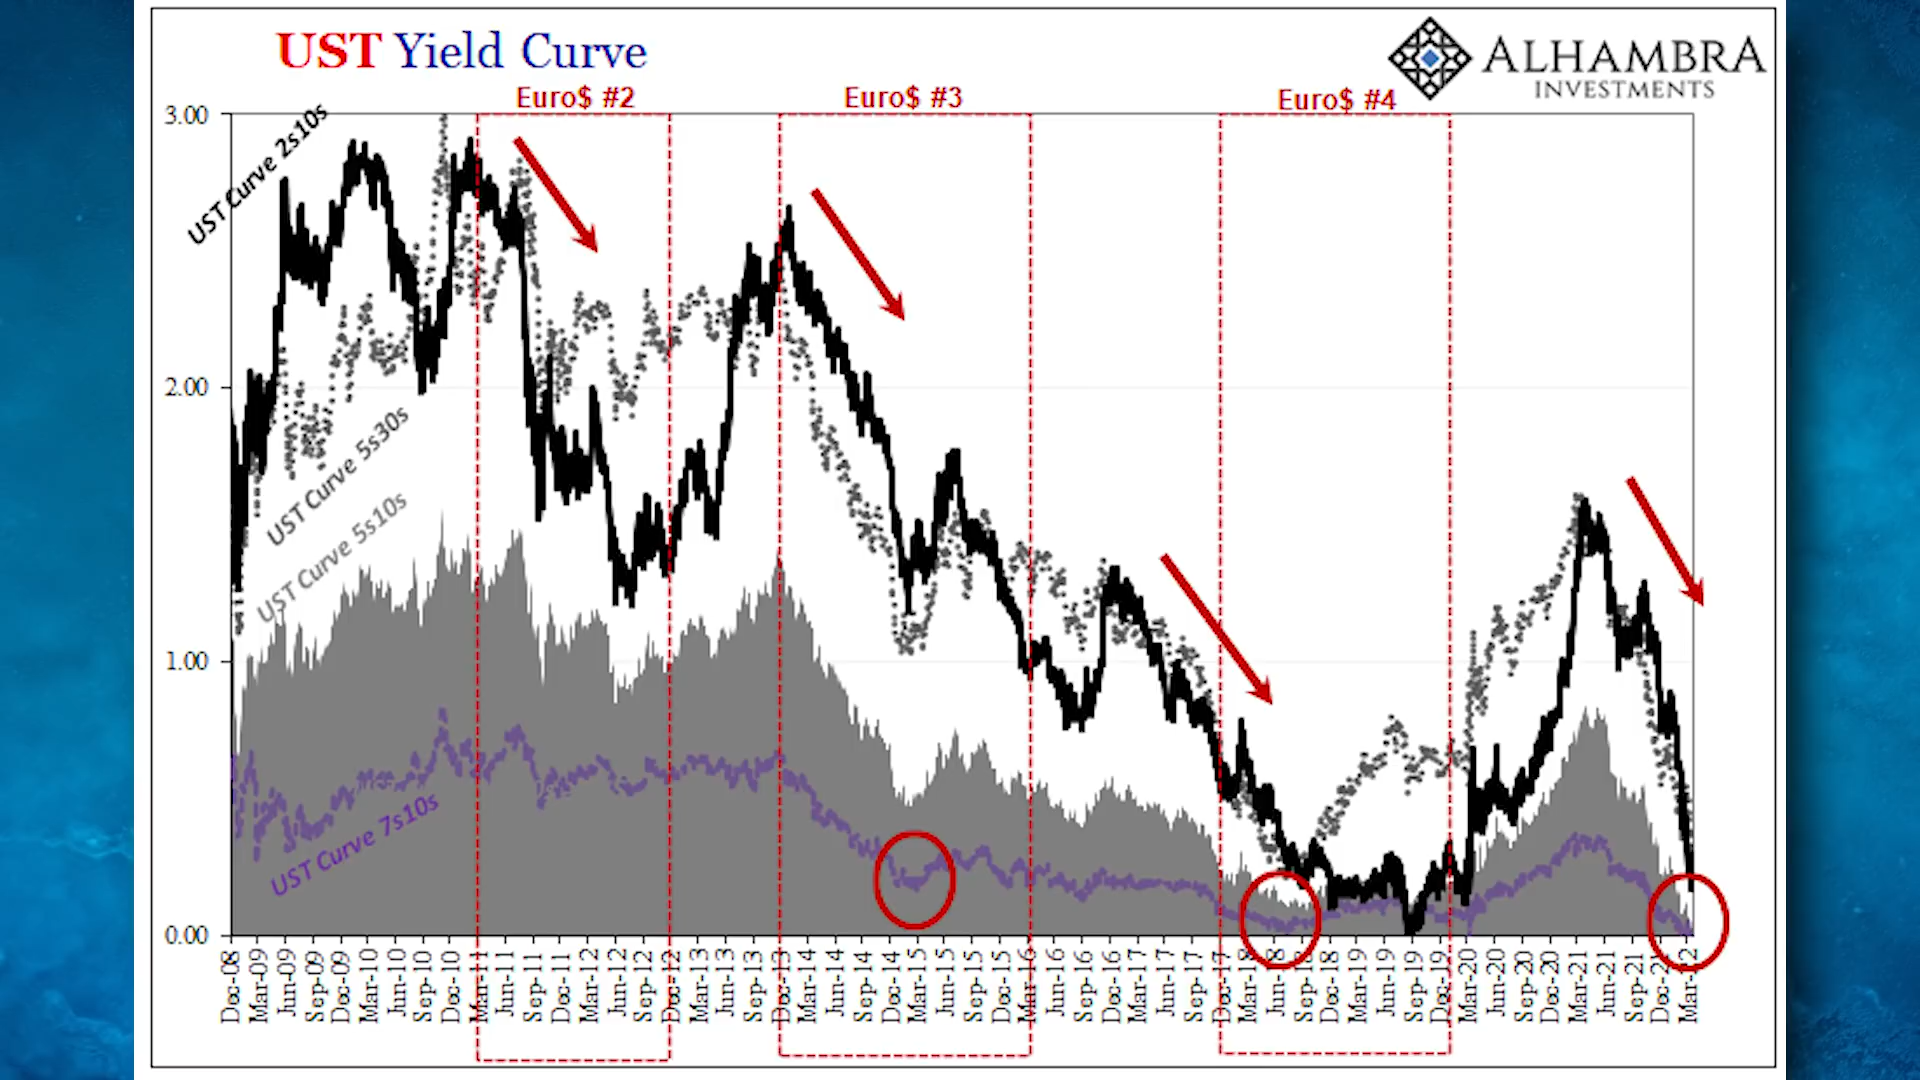 UST Yield Curve
ALHAMBRA
INVESTMENTS
Euro$ #2
Euro$ #3
Euro$ #4
3.00
2.00
1.00
0.00
UST Curve 2s10s
UST Curve 5s30s
UST Curve 5s10s
UST Curve 7s10s
Dec-08
Mar-09
Jun-09
Sep-09
Dec-09
Mar-10
Jun-10
Sep-10
Dec-10
Mar-11
Jun-11
Sep-11
Dec-11
Mar-12
Jun-12
Sep-12
Dec-12
Mar-13
Jun-13
Sep-13
Dec-13
Mar-14
Jun-14
Sep-14
Dec-14
Mar-15
Jun-15
Sep-15
Dec-15
Mar-16
Jun-16
Sep-16
Dec-16
Mar-17
Jun-17
Sep-17
Dec-17
Mar-18
Jun-18
Sep-18
Dec-18
Mar-19
Jun-19
Sep-19
Dec-19
Mar-20
Jun-20
Sep-20
Dec-20
Mar-21
Jun-21
Sep-21
Dec-21
Mar-22